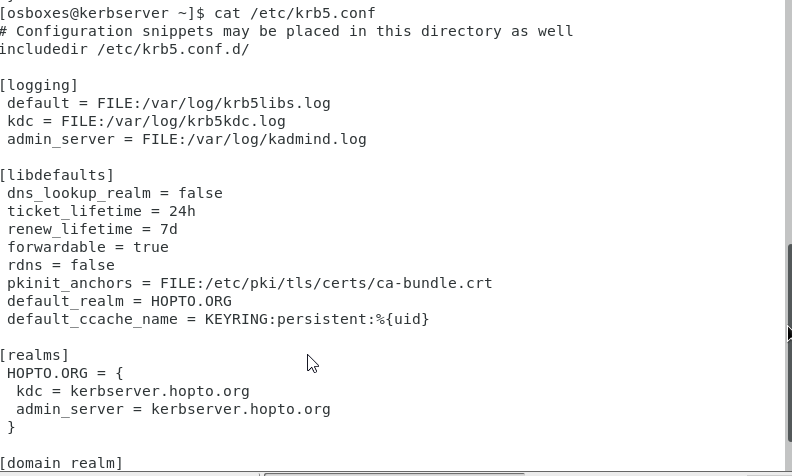 [osboxes@kerbserver ~]$ cat /etc/krb5.conf
# Configuration snippets may be placed in this directory as well
includedir /etc/krb5.conf.d/

[logging]
 default = FILE:/var/log/krb5libs.log
 kdc = FILE:/var/log/krb5kdc.log
 admin_server = FILE:/var/log/kadmind.log

[libdefaults]
 dns_lookup_realm = false
 ticket_lifetime = 24h
 renew_lifetime = 7d
 forwardable = true
 rdns = false
 pkinit_anchors = FILE:/etc/pki/tls/certs/ca-bundle.crt
 default_realm = HOPTO.ORG
 default_ccache_name = KEYRING:persistent:%{uid}

[realms]
 HOPTO.ORG = {
  kdc = kerbserver.hopto.org
  admin_server = kerbserver.hopto.org
 }

[domain_realm]